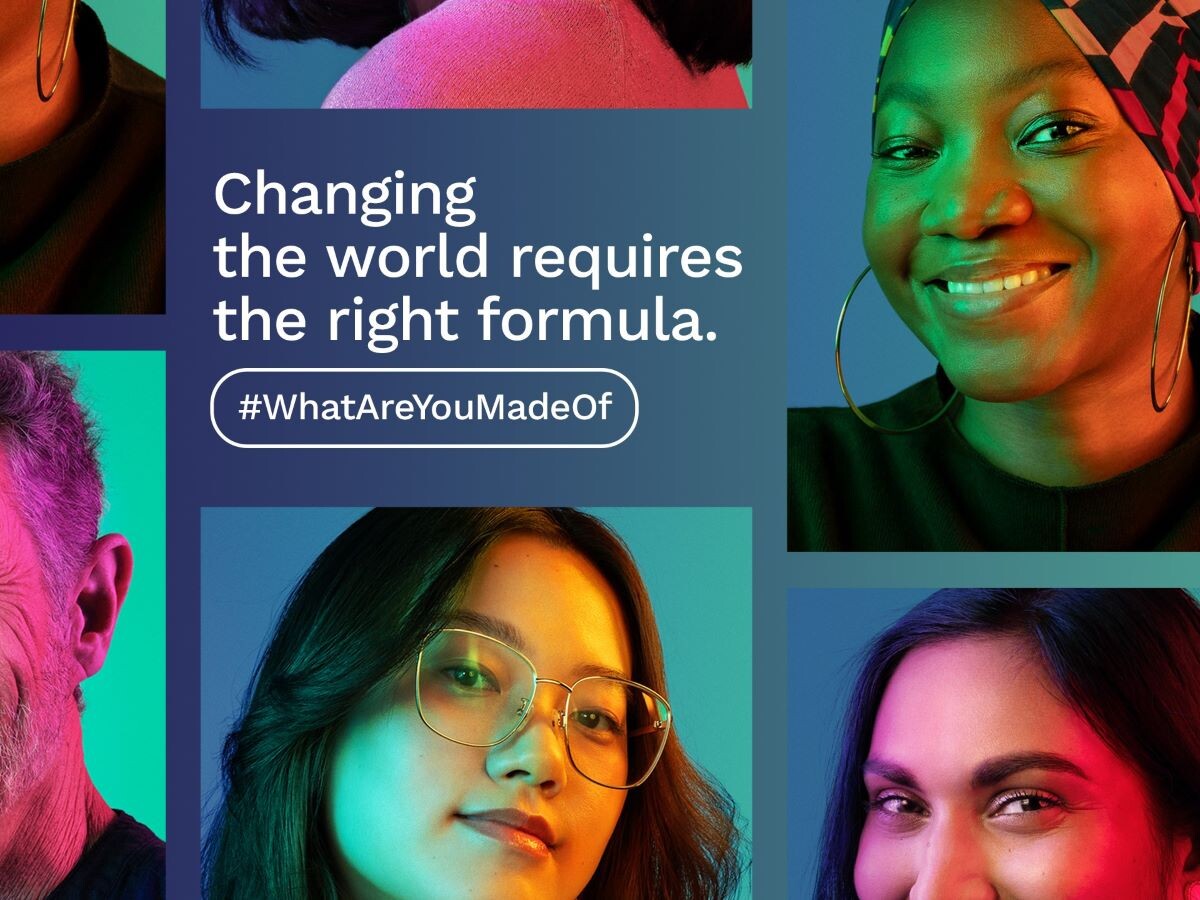 Changing
the world requires
the right formula.
#WhatAreYouMadeOf